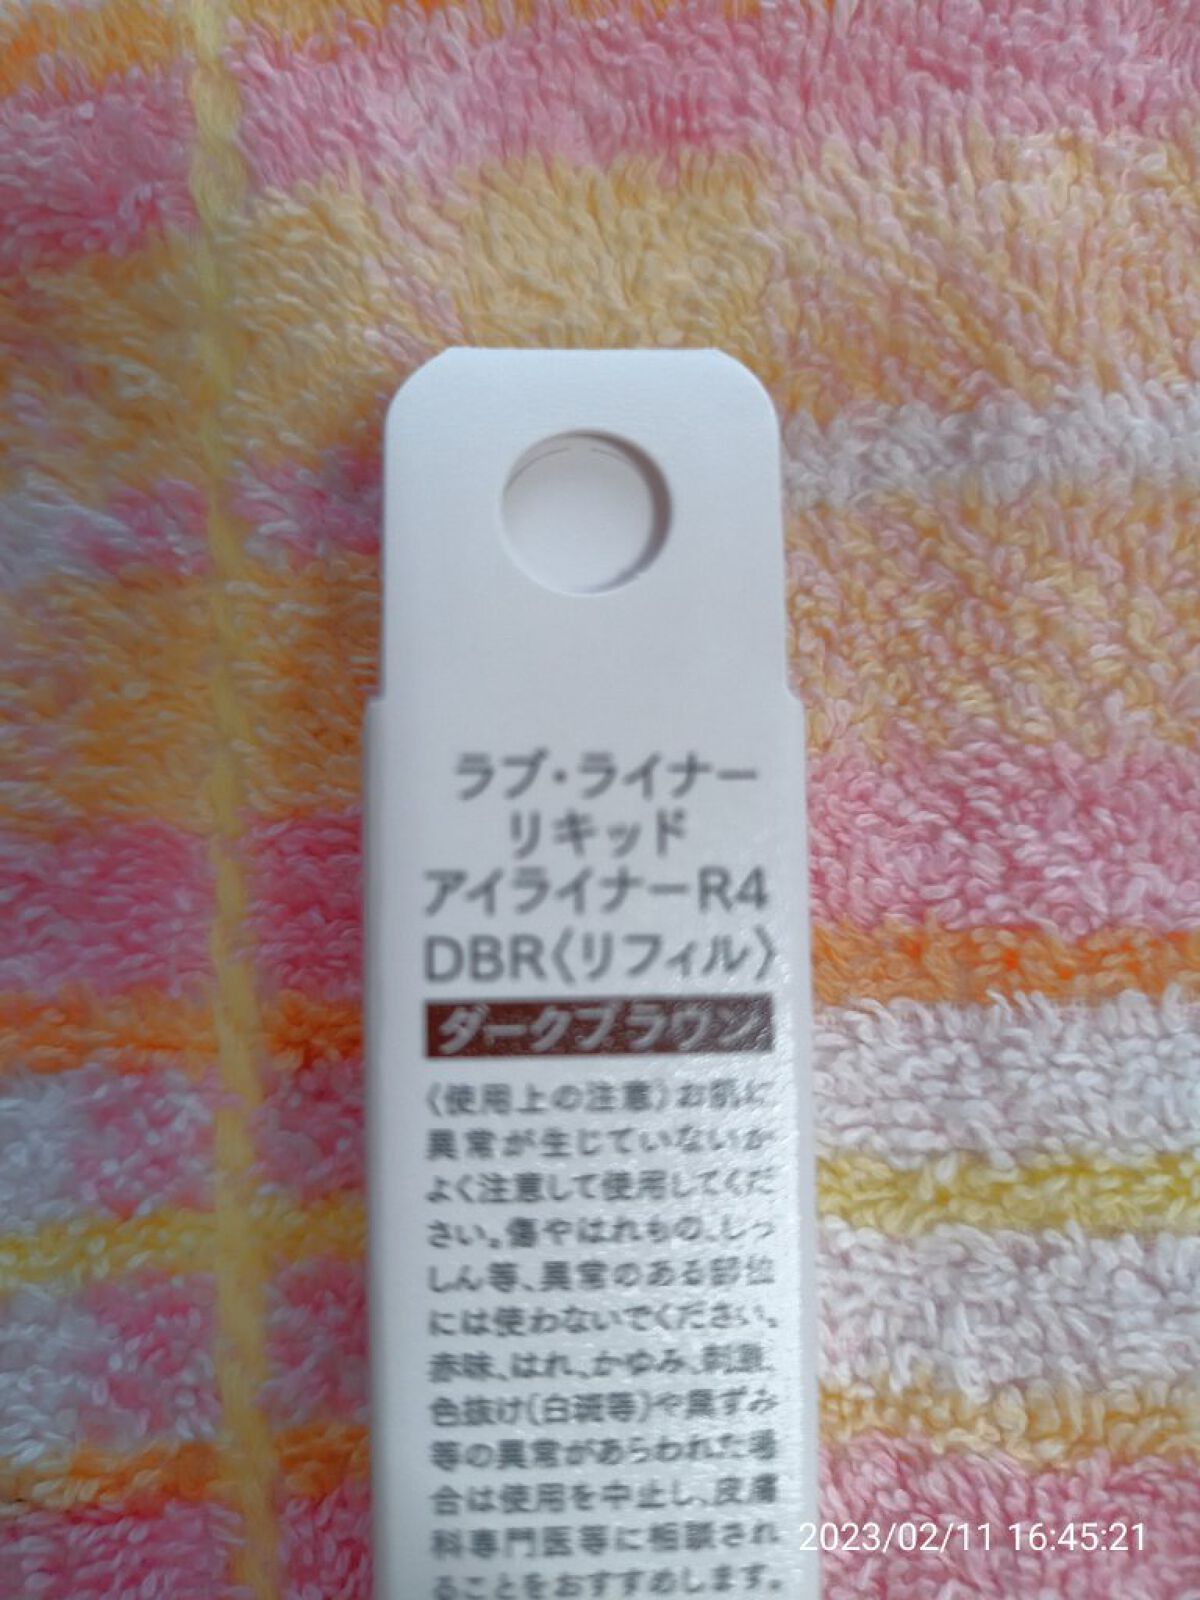 ラブ・ライナー
リキッド
アイライナーR4
DBR〈リフィル〉
ダークブラウン
〈使用上の注意〉お肌に
異常が生じていないか
よく注意して使用してくだ
さい。傷やはれもの、しっ
しん等、異常のある部位
には使わないでください。
赤味、はれ、かゆみ、刺激、
色抜け(白斑等)や黒ずみ
等の異常があらわれた場
合は使用を中止し、皮膚
科専門医等に相談され
ることをおすすめします。
2023/02/11 16:45:21